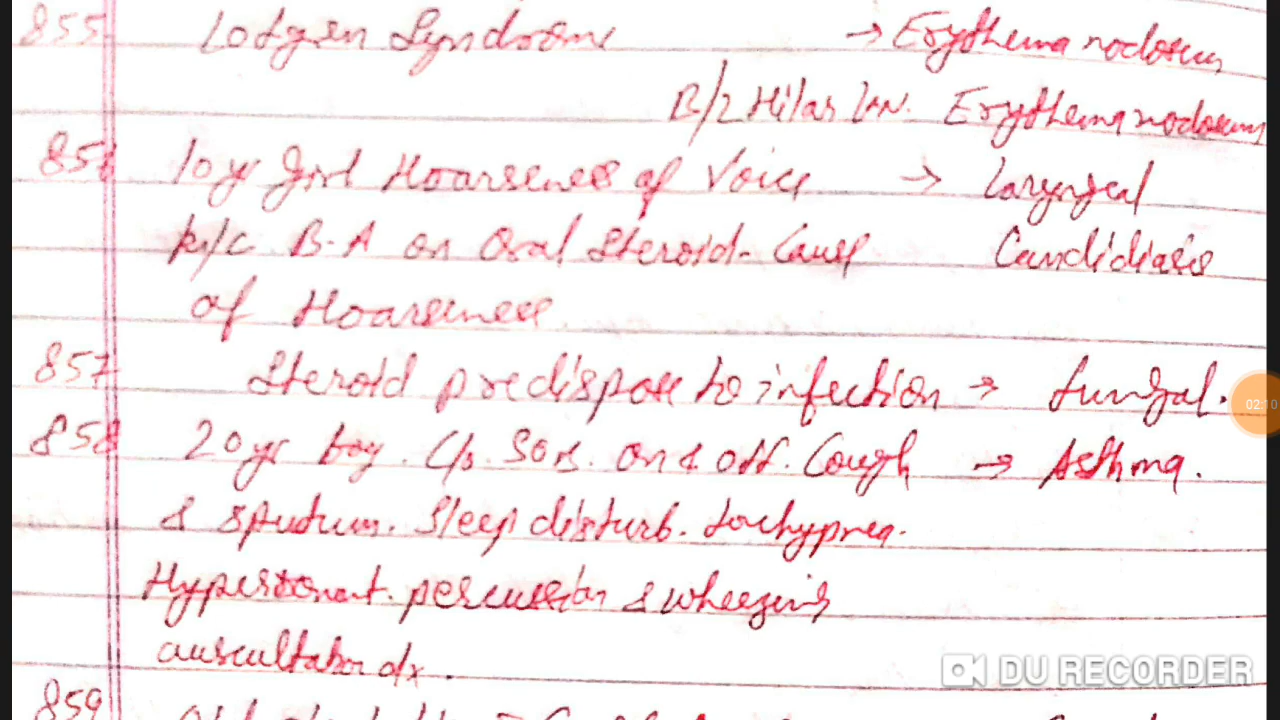 855 Lofgren Syndrome → Erythema nodosum
B/L Hilar LN. Erythema nodosum
856 10 yr Girl Hoarseness of Voice → Laryngeal
k/c B.A on Oral Steroid. Cause Candidiasis
of Hoarseness
857 Steroid predispose to infection → fungal.
858 20 yr boy. C/o. SOB. on & off. Cough → Asthma.
& sputum. Sleep disturb. tachypnea.
Hyperresonant. percussion & wheezing
auscultation dx.
859
02:10
DU RECORDER